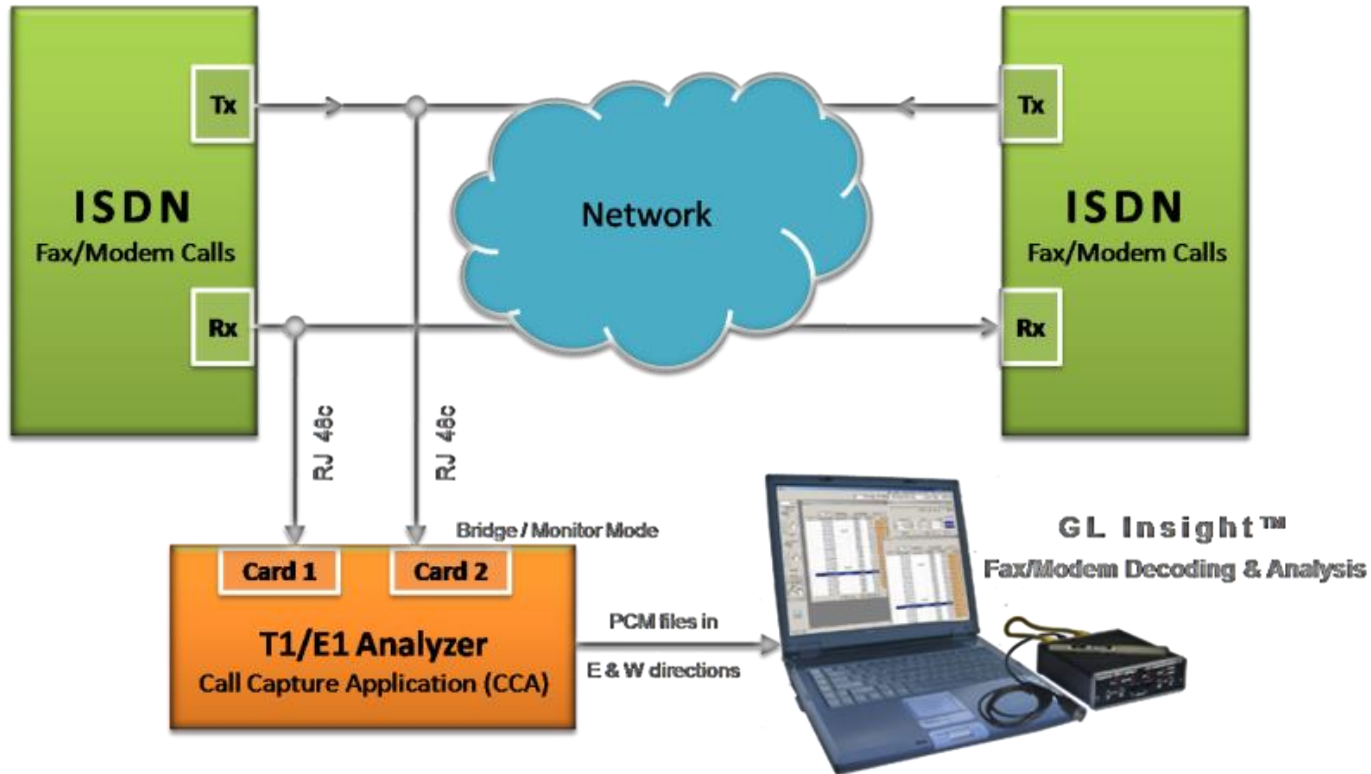 Tx
ISDN
Fax/Modem Calls
Rx
Network
Tx
ISDN
Fax/Modem Calls
Rx
RJ 48c
RJ 48c
Bridge / Monitor Mode
Card 1
Card 2
T1/E1 Analyzer
Call Capture Application (CCA)
PCM files in
E & W directions
GL Insight™
Fax/Modem Decoding & Analysis